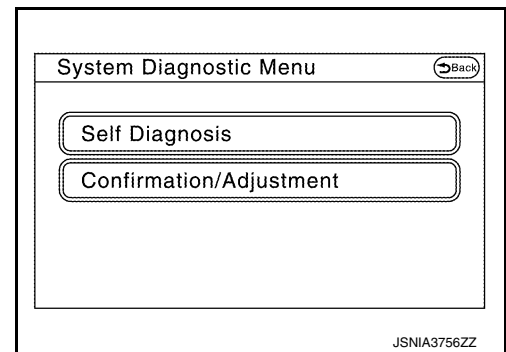 System Diagnostic Menu
Back
Self Diagnosis
Confirmation/Adjustment
JSNIA3756ZZ